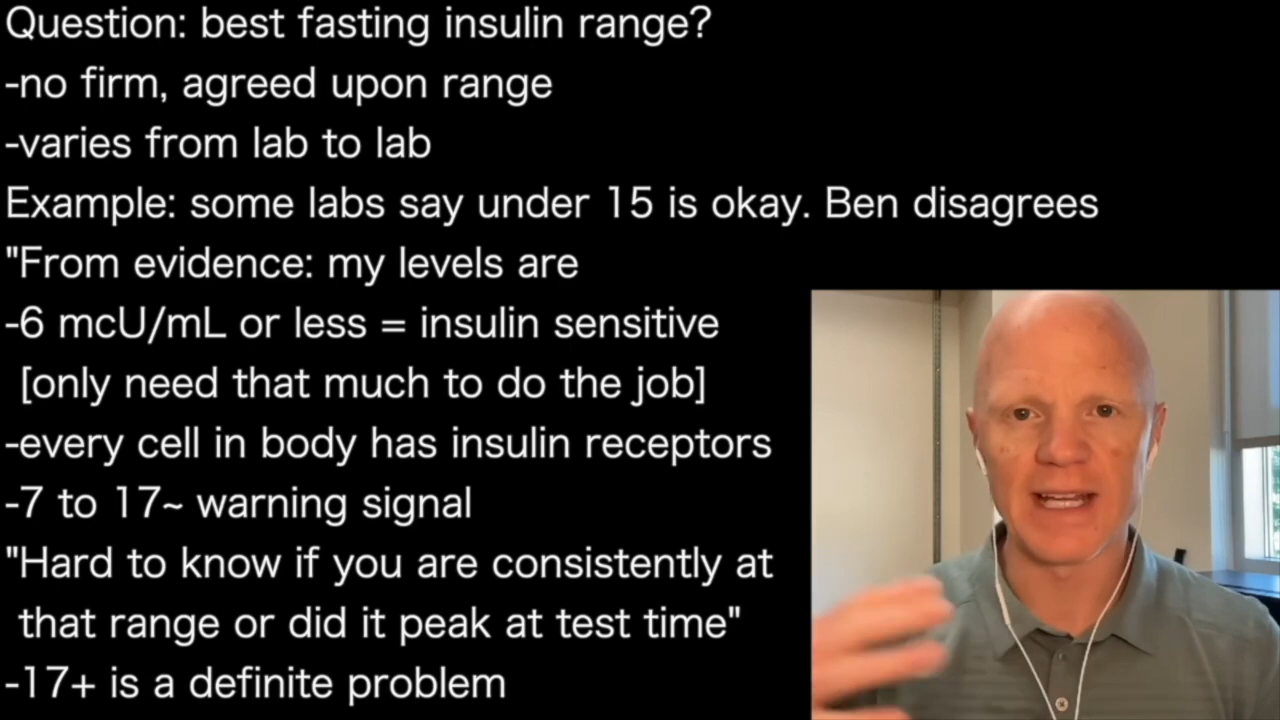 Question: best fasting insulin range?
-no firm, agreed upon range
-varies from lab to lab
Example: some labs say under 15 is okay. Ben disagrees
"From evidence: my levels are
-6 mcU/mL or less = insulin sensitive
[only need that much to do the job]
-every cell in body has insulin receptors
-7 to 17~ warning signal
"Hard to know if you are consistently at
that range or did it peak at test time"
-17+ is a definite problem